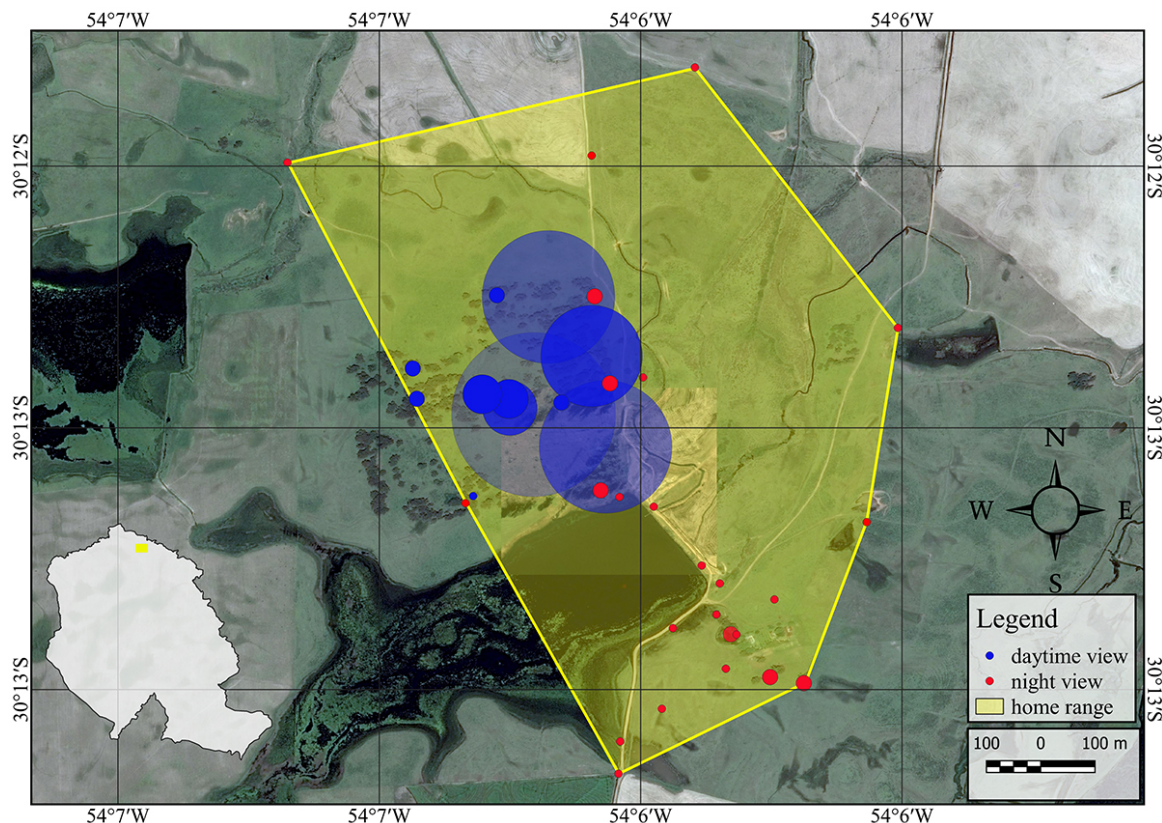 54°7′W 54°7′W 54°6′W 54°6′W
30°12′S 30°12′S
30°13′S 30°13′S
N
W E
S
Legend
daytime view
night view
home range
30°13′S 30°13′S
100 0 100 m
54°7′W 54°7′W 54°6′W 54°6′W